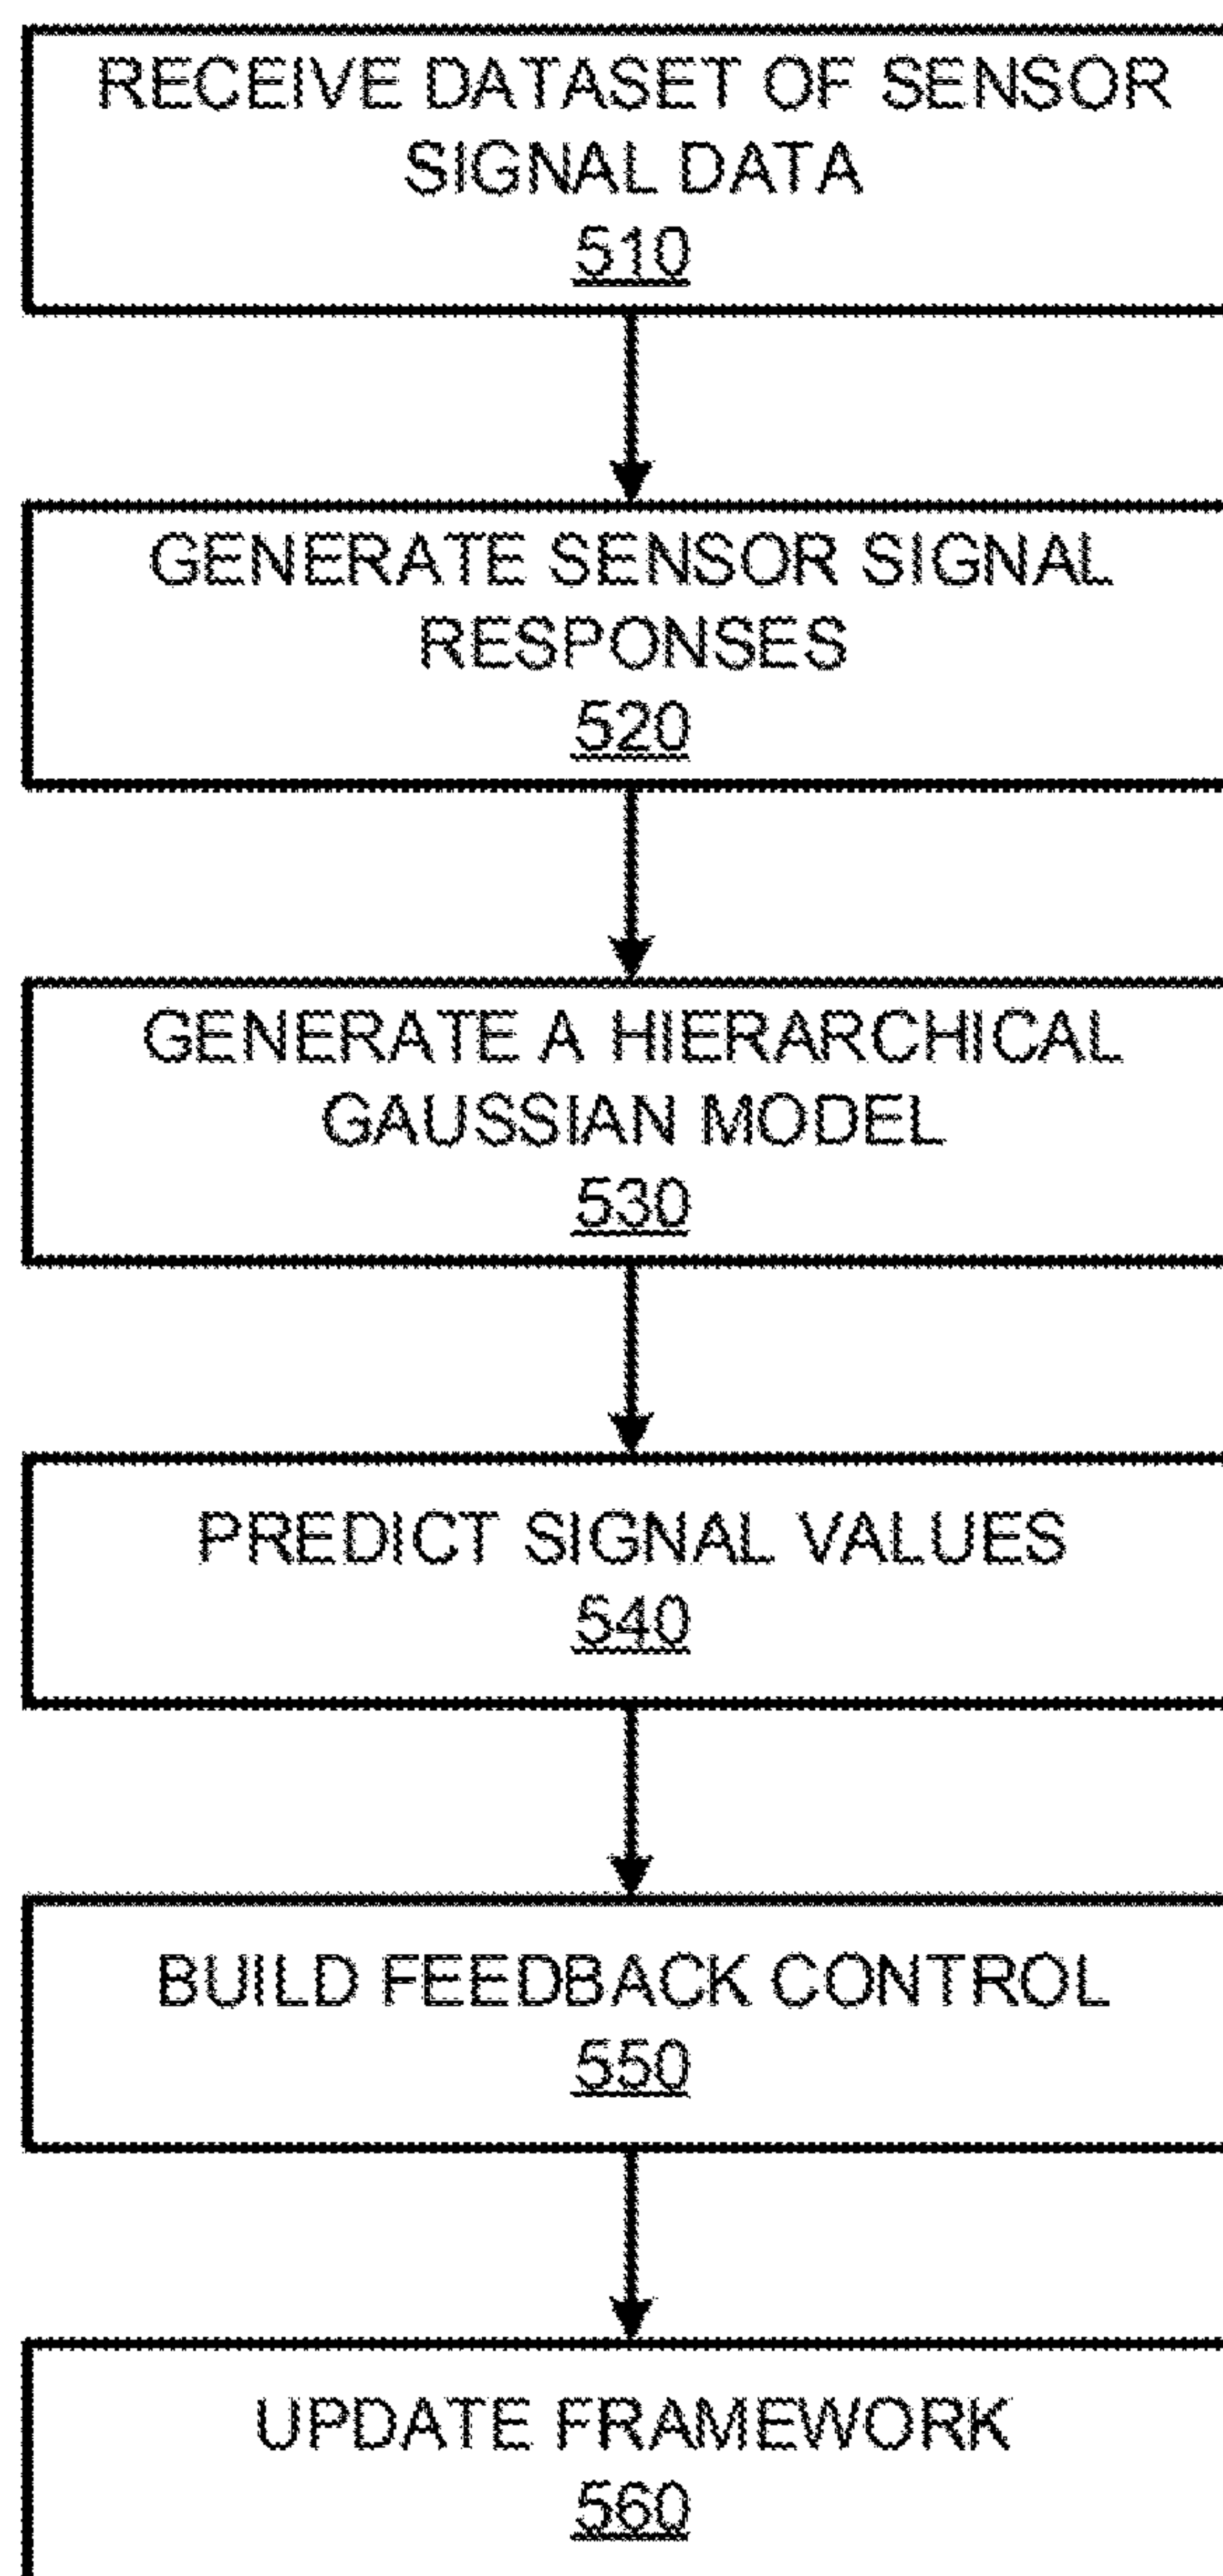 RECEIVE DATASET OF SENSOR
SIGNAL DATA
510
GENERATE SENSOR SIGNAL
RESPONSES
520
GENERATE A HIERARCHICAL
GAUSSIAN MODEL
530
PREDICT SIGNAL VALUES
540
BUILD FEEDBACK CONTROL
550
UPDATE FRAMEWORK
560